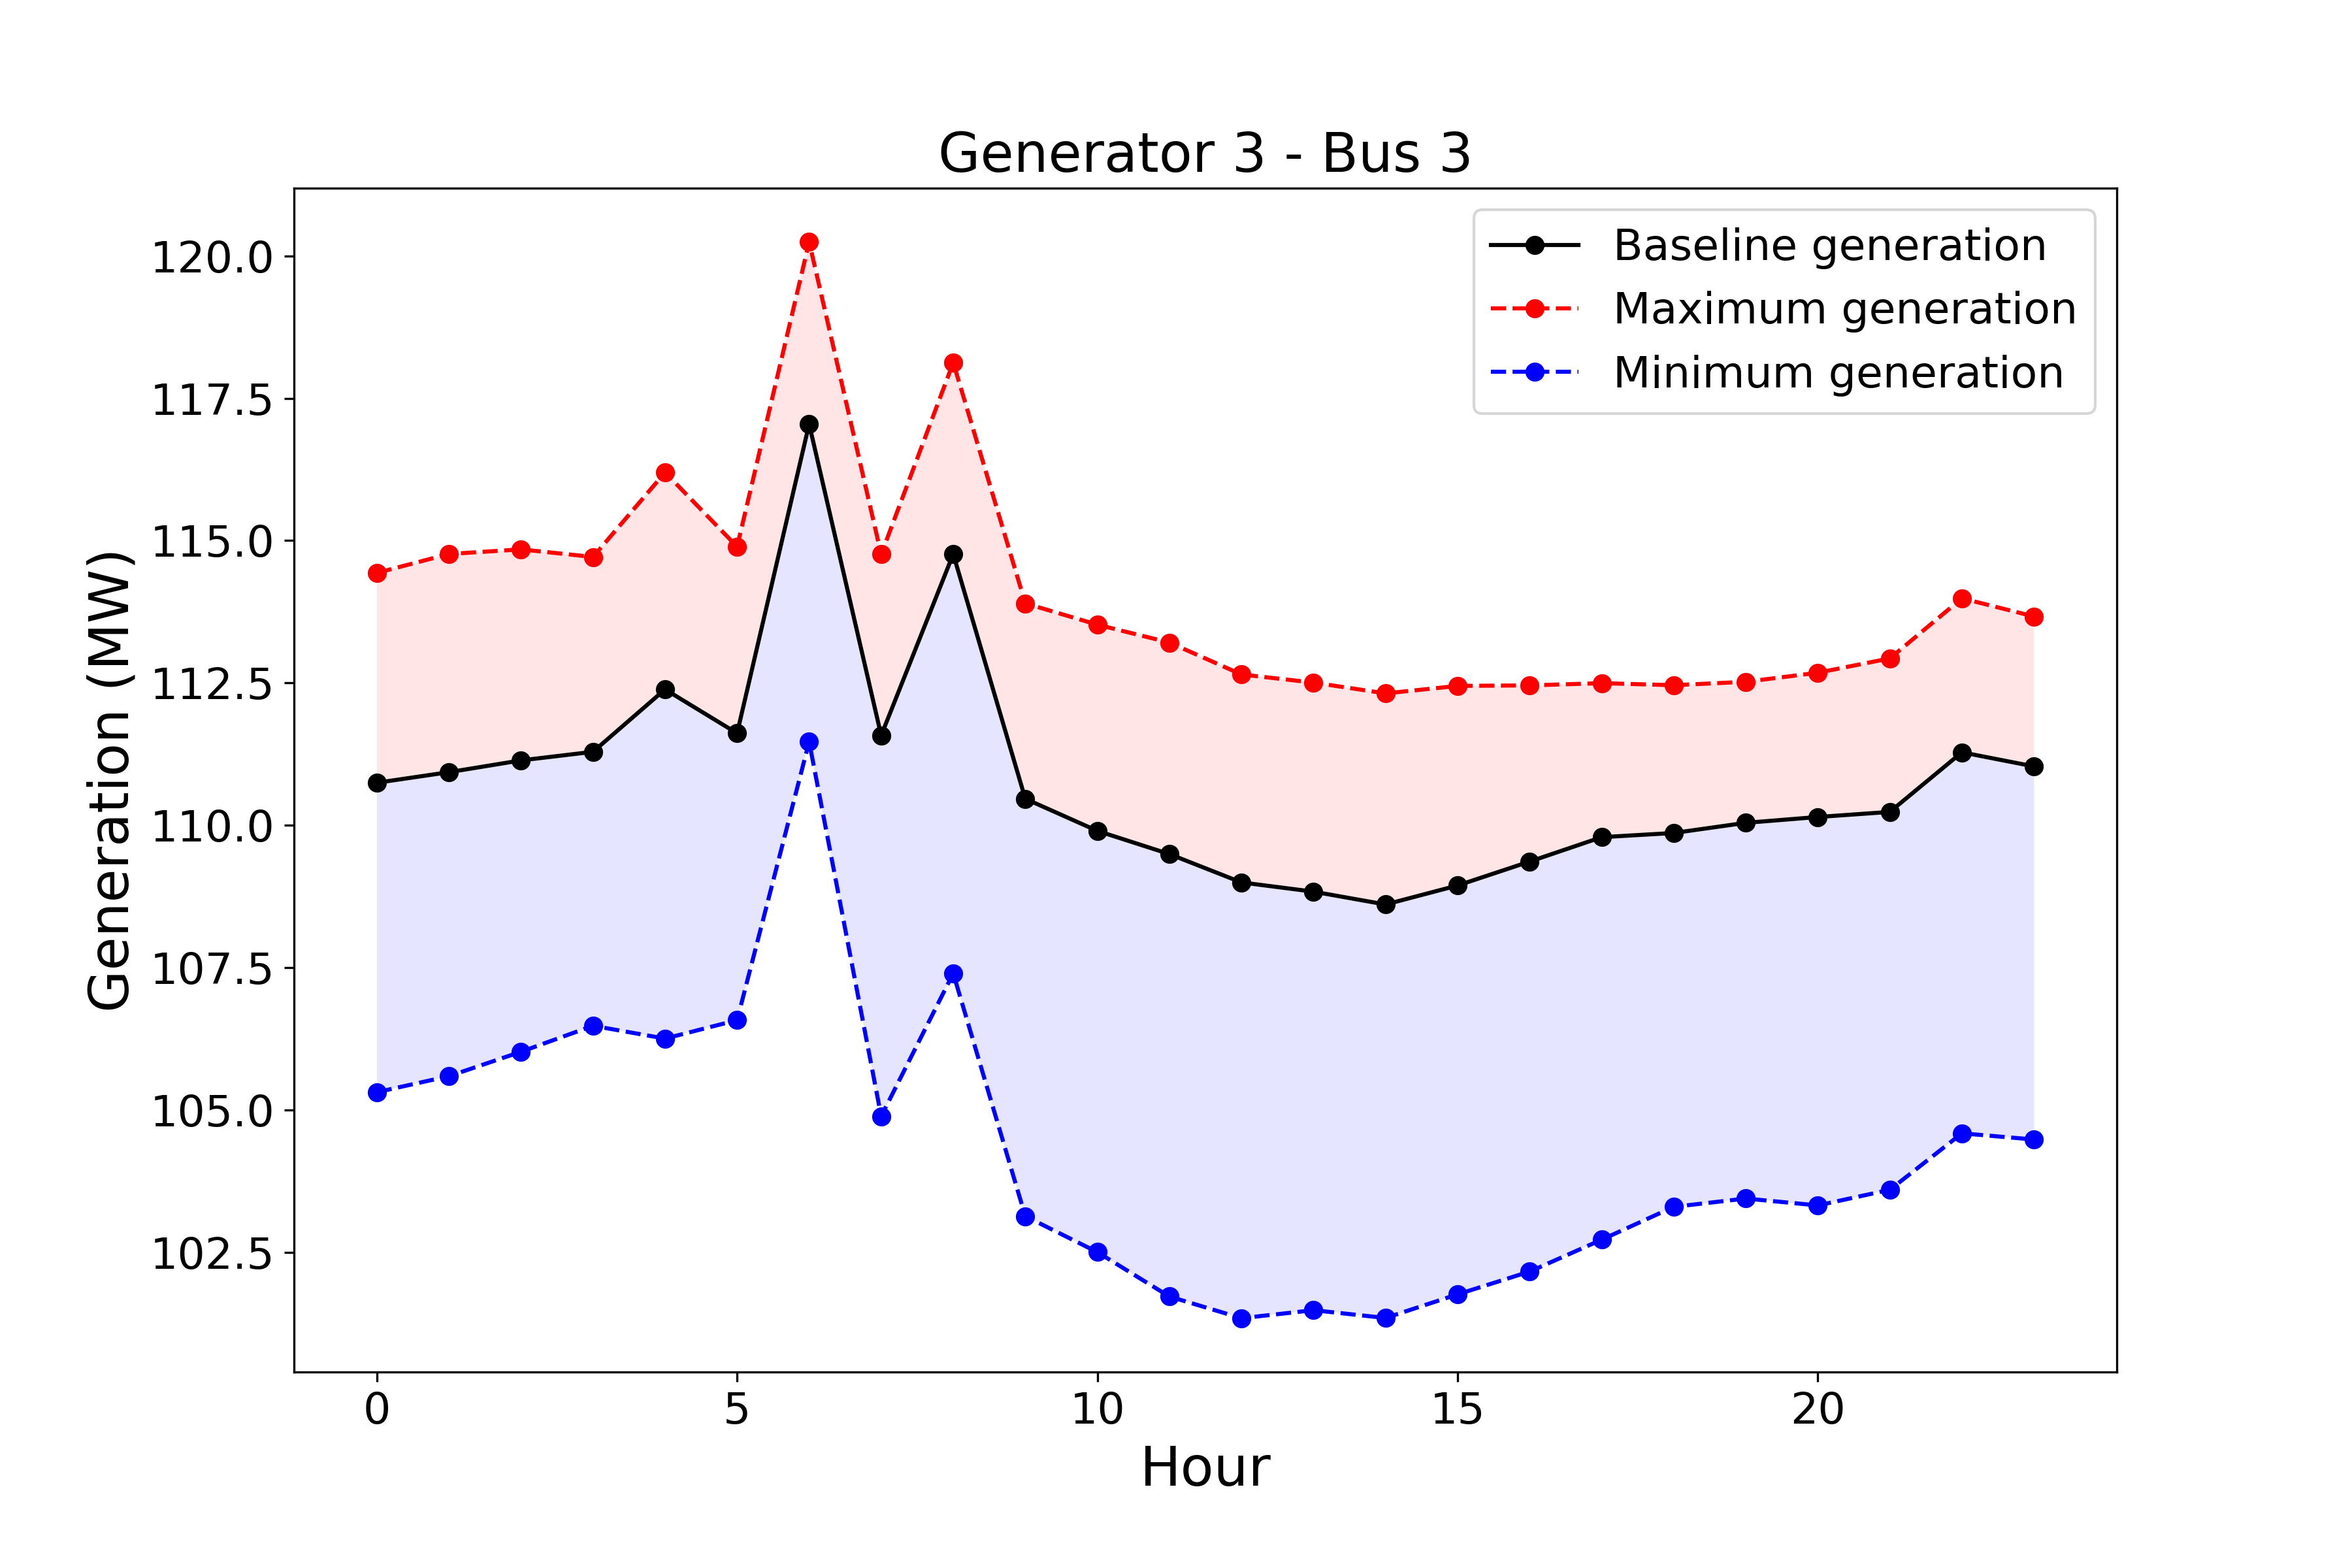 Generator 3 - Bus 3
Baseline generation
Maximum generation
Minimum generation
Generation (MW)
120.0
117.5
115.0
112.5
110.0
107.5
105.0
102.5
0 5 10 15 20
Hour